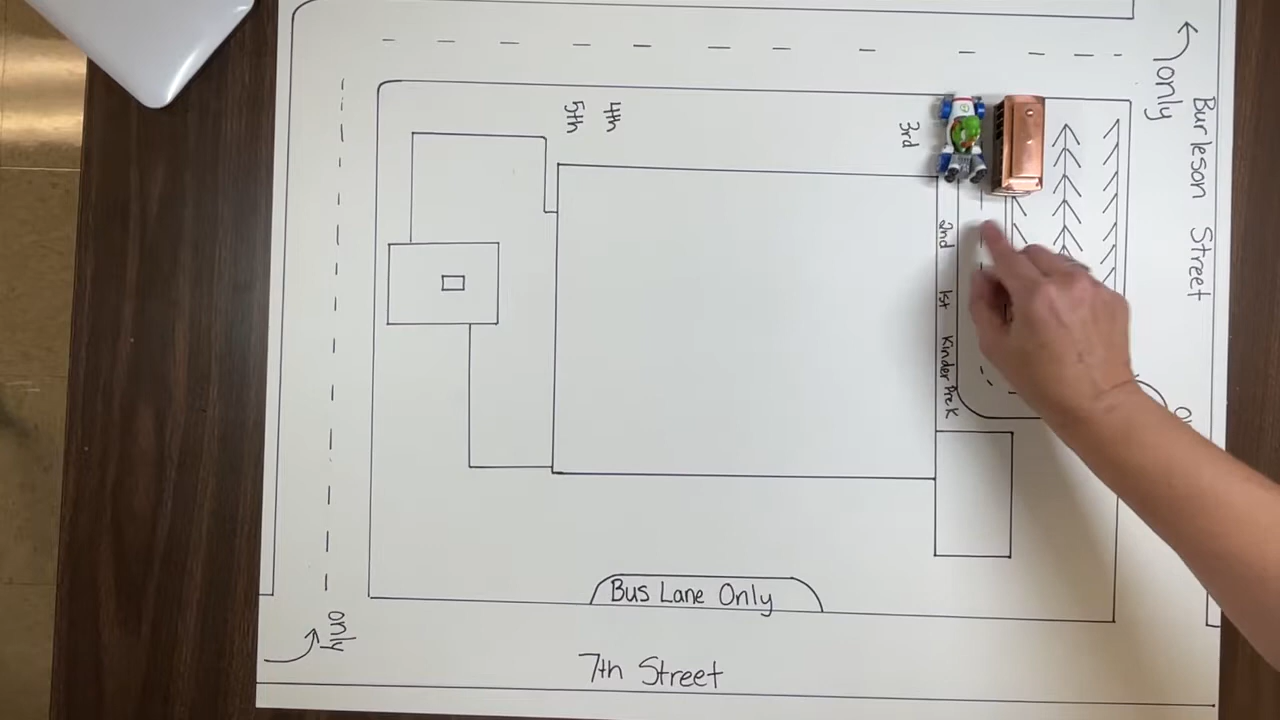 only
Burleson Street
5th
4th
3rd
2nd
1st
Kinder
Pre K
Bus Lane Only
only
7th Street